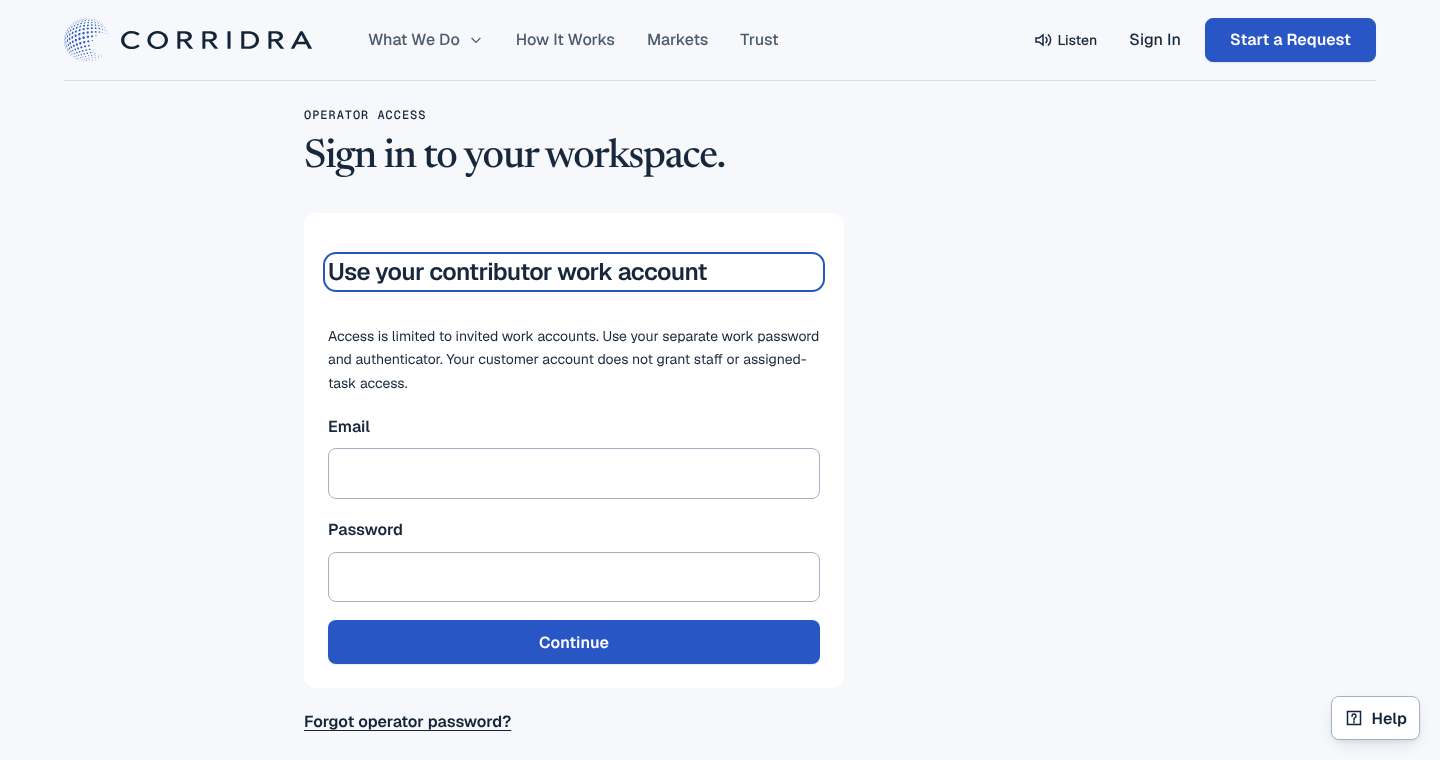 CORRIDRA
What We Do
How It Works
Markets
Trust
Listen
Sign In
Start a Request
OPERATOR ACCESS
Sign in to your workspace.
Use your contributor work account
Access is limited to invited work accounts. Use your separate work password
and authenticator. Your customer account does not grant staff or assigned-
task access.
Email
Password
Continue
Forgot operator password?
Help